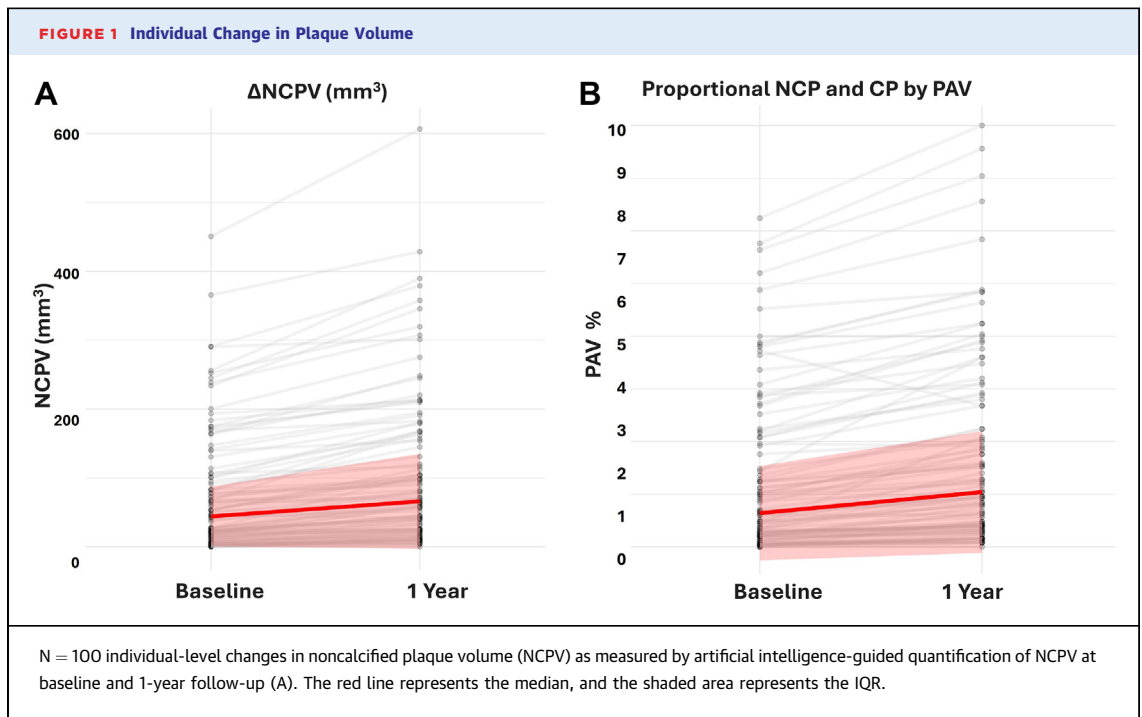 FIGURE 1 Individual Change in Plaque Volume
A
ΔNCPV (mm³)
NCPV (mm³)
600
400
200
0
Baseline 1 Year
B
Proportional NCP and CP by PAV
PAV %
10
9
8
7
6
5
4
3
2
1
0
Baseline 1 Year
N = 100 individual-level changes in noncalcified plaque volume (NCPV) as measured by artificial intelligence-guided quantification of NCPV at
baseline and 1-year follow-up (A). The red line represents the median, and the shaded area represents the IQR.